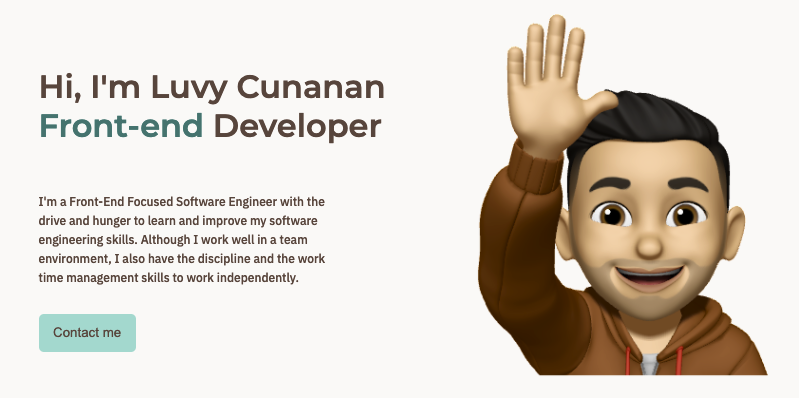 Hi, I'm Luvy Cunanan
Front-end Developer
I'm a Front-End Focused Software Engineer with the
drive and hunger to learn and improve my software
engineering skills. Although I work well in a team
environment, I also have the discipline and the work
time management skills to work independently.
Contact me